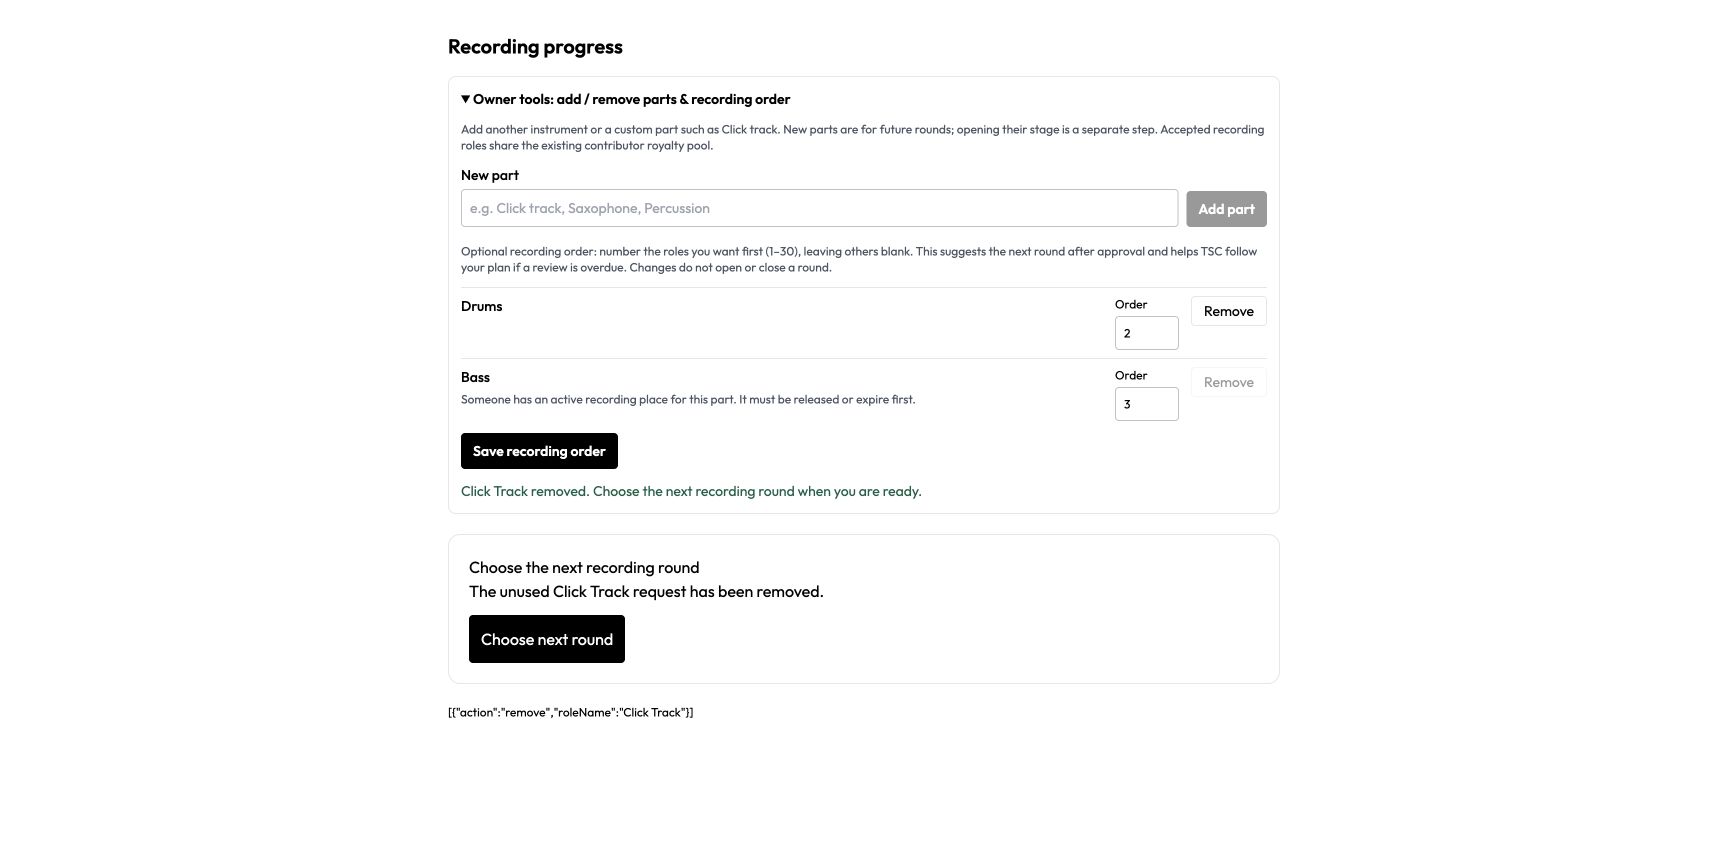 Recording progress
▼ Owner tools: add / remove parts & recording order
Add another instrument or a custom part such as Click track. New parts are for future rounds; opening their stage is a separate step. Accepted recording
roles share the existing contributor royalty pool.
New part
e.g. Click track, Saxophone, Percussion
Add part
Optional recording order: number the roles you want first (1–30), leaving others blank. This suggests the next round after approval and helps TSC follow
your plan if a review is overdue. Changes do not open or close a round.
Drums
Order
2
Remove
Bass
Someone has an active recording place for this part. It must be released or expire first.
Order
3
Remove
Save recording order
Click Track removed. Choose the next recording round when you are ready.
Choose the next recording round
The unused Click Track request has been removed.
Choose next round
[{"action":"remove","roleName":"Click Track"}]